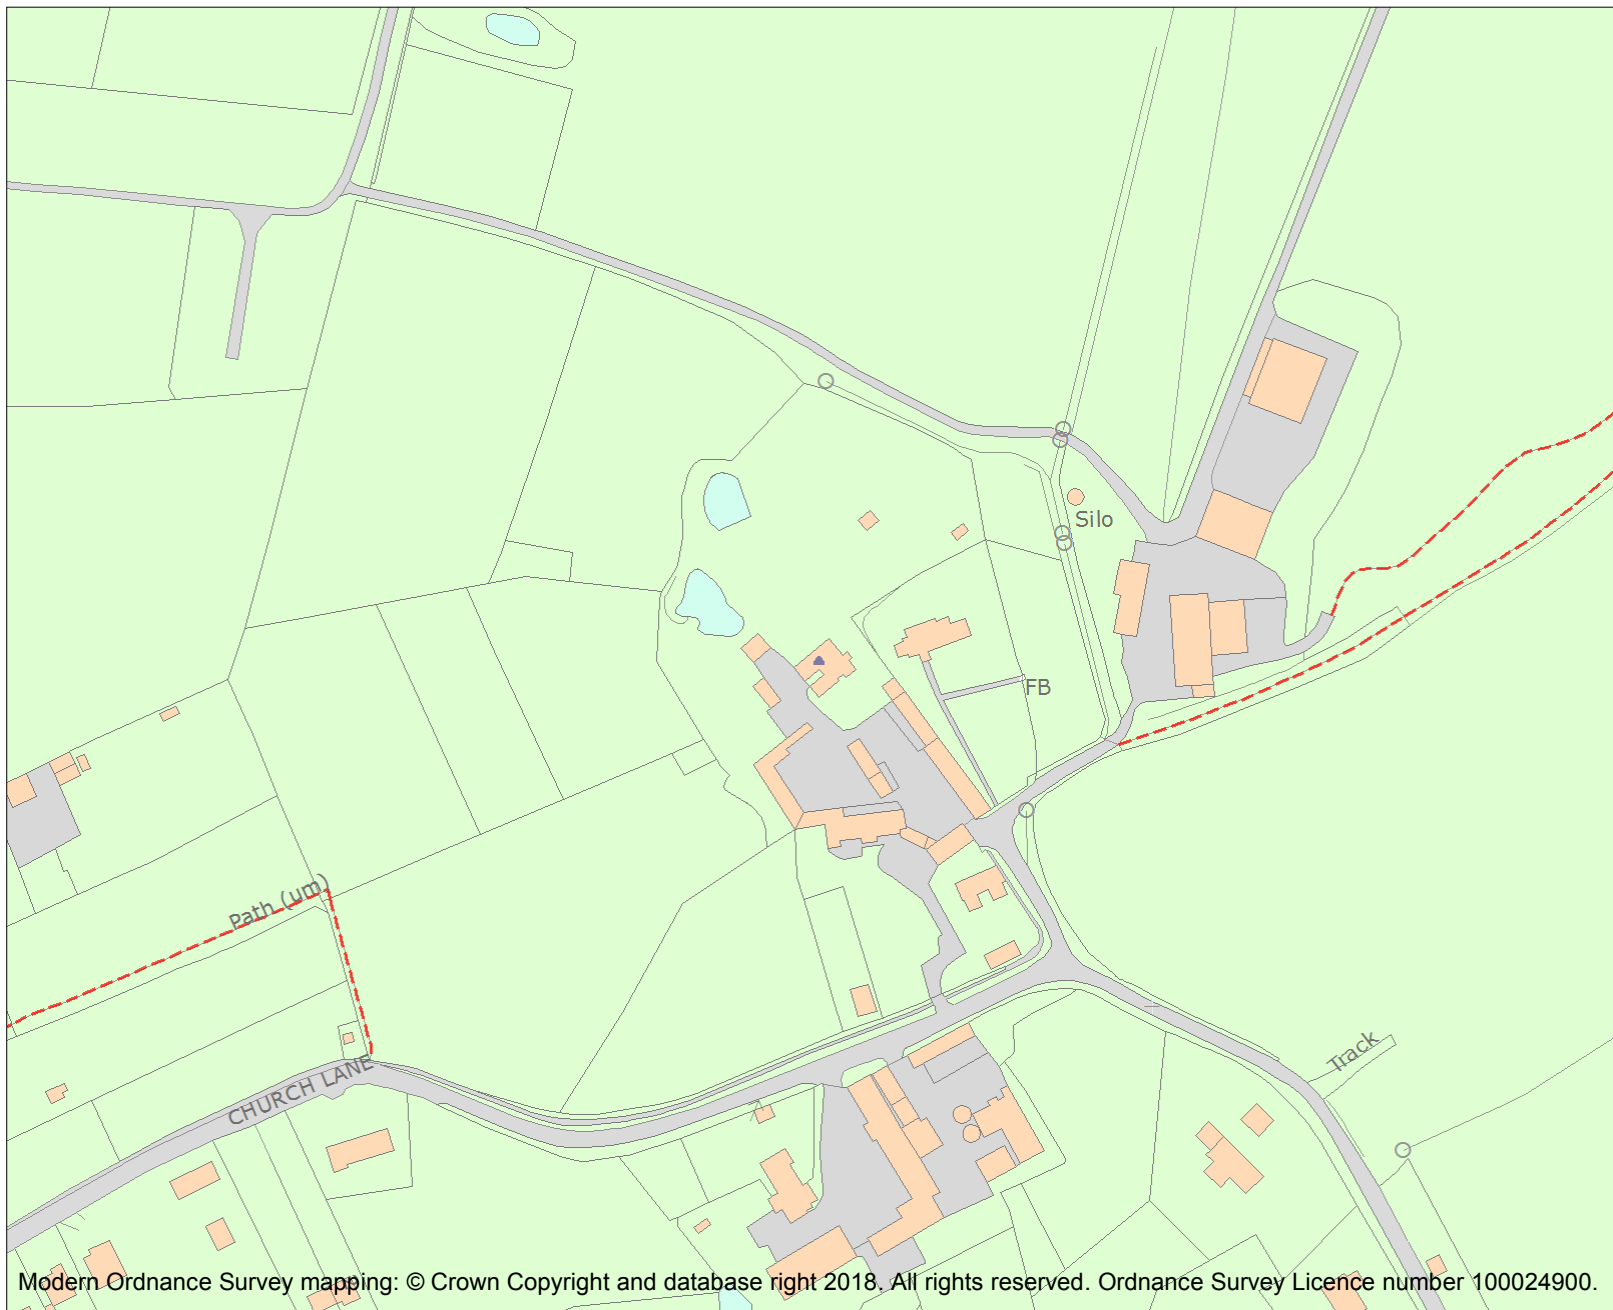 Silo
FB
Path (um)
Track
CHURCH LANE
Modern Ordnance Survey mapping: © Crown Copyright and database right 2018. All rights reserved. Ordnance Survey Licence number 100024900.